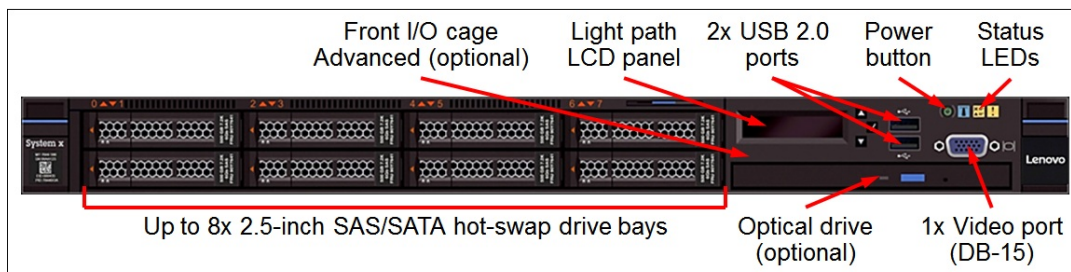 Front I/O cage
Advanced (optional)
Light path
LCD panel
2x USB 2.0
ports
Power
button
Status
LEDs
0 ▲▼ 1
2 ▲▼ 3
4 ▲▼ 5
6 ▲▼ 7
System x
Lenovo
Up to 8x 2.5-inch SAS/SATA hot-swap drive bays
Optical drive
(optional)
1x Video port
(DB-15)